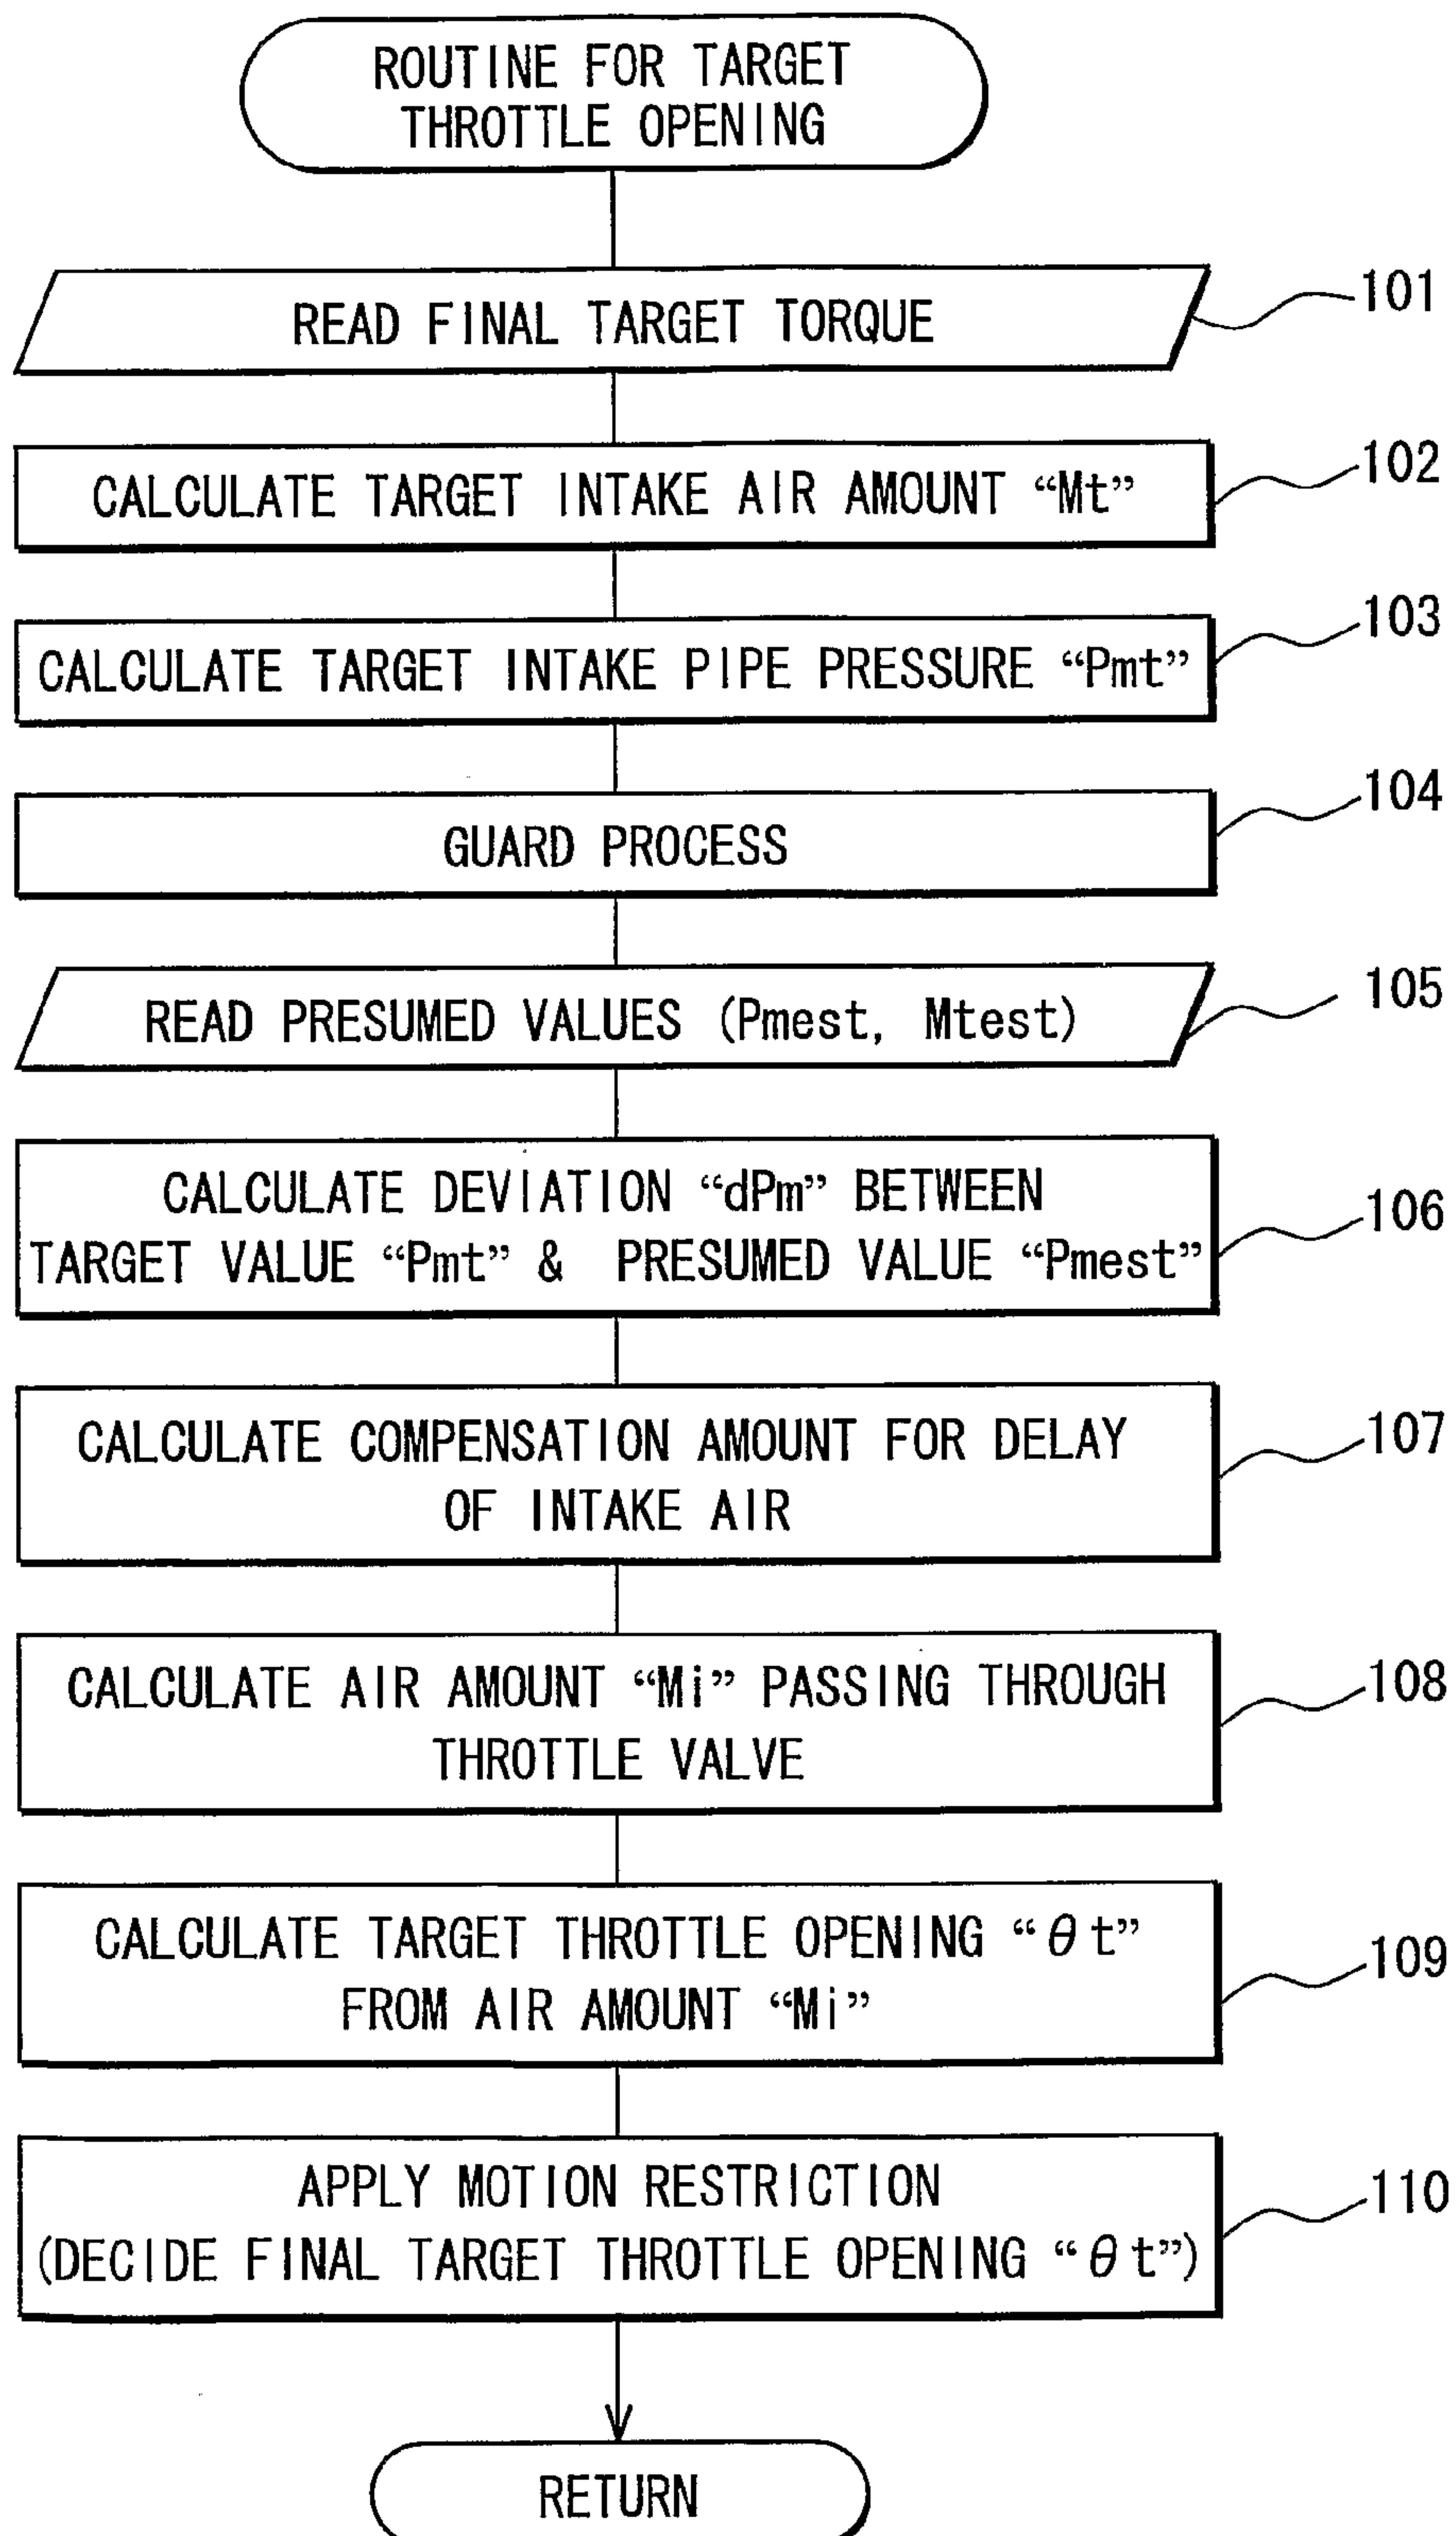 ROUTINE FOR TARGET
THROTTLE OPENING
READ FINAL TARGET TORQUE
101
CALCULATE TARGET INTAKE AIR AMOUNT “Mt”
102
CALCULATE TARGET INTAKE PIPE PRESSURE “Pmt”
103
GUARD PROCESS
104
READ PRESUMED VALUES (Pmest, Mtest)
105
CALCULATE DEVIATION “dPm” BETWEEN
TARGET VALUE “Pmt” & PRESUMED VALUE “Pmest”
106
CALCULATE COMPENSATION AMOUNT FOR DELAY
OF INTAKE AIR
107
CALCULATE AIR AMOUNT “Mi” PASSING THROUGH
THROTTLE VALVE
108
CALCULATE TARGET THROTTLE OPENING “θt”
FROM AIR AMOUNT “Mi”
109
APPLY MOTION RESTRICTION
(DECIDE FINAL TARGET THROTTLE OPENING “θt”)
110
RETURN